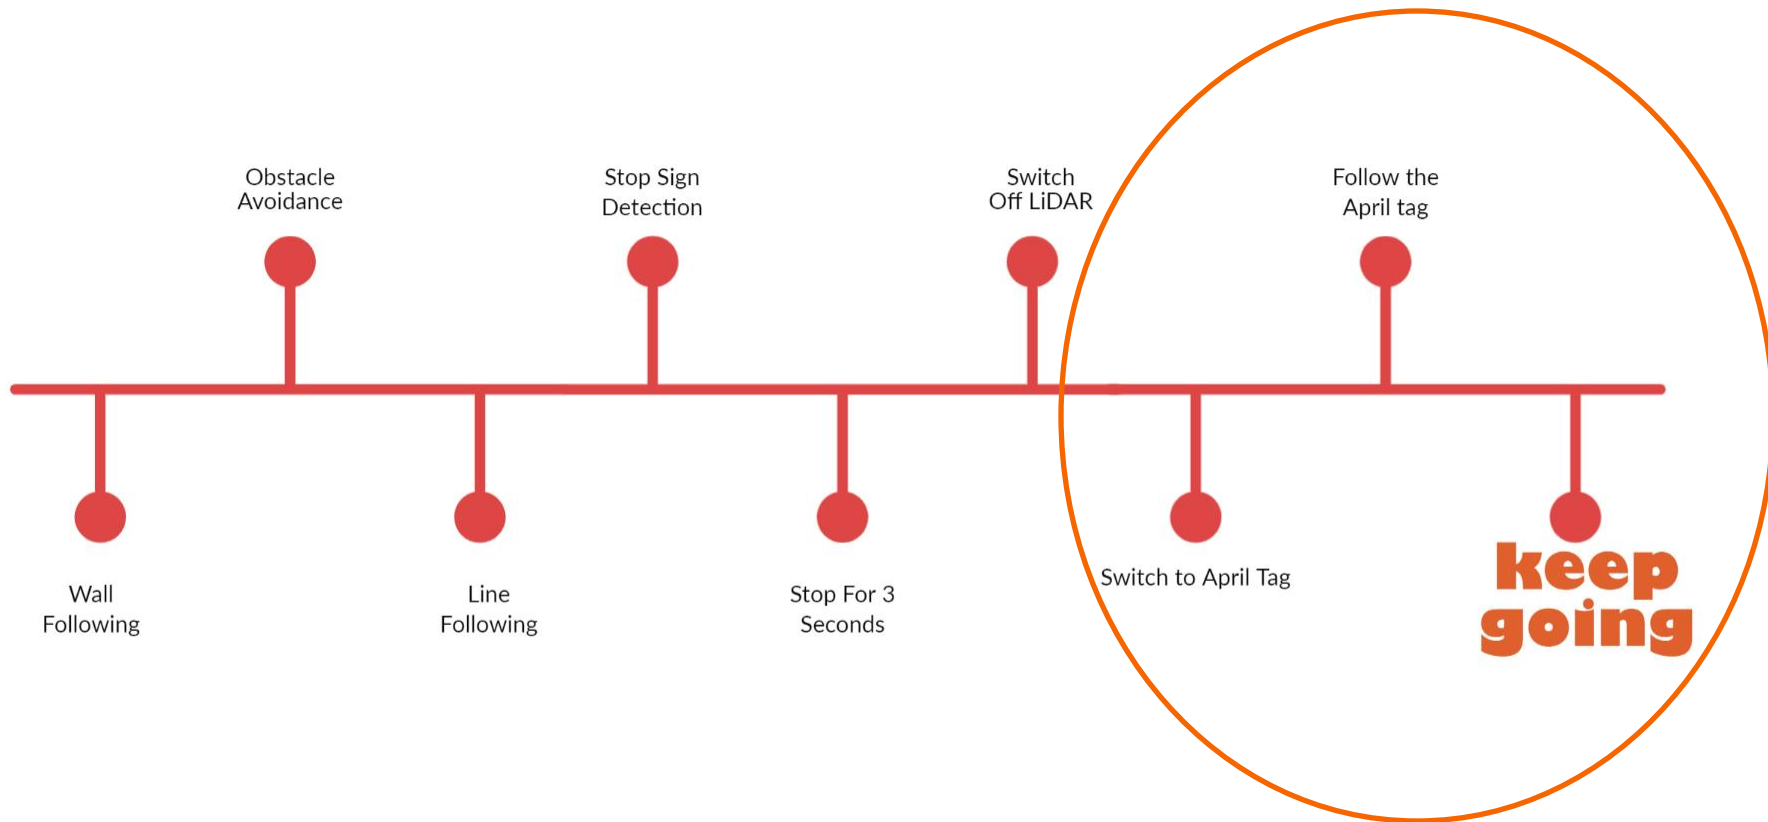 Obstacle
Avoidance
Stop Sign
Detection
Switch
Off LiDAR
Follow the
April tag
Wall
Following
Line
Following
Stop For 3
Seconds
Switch to April Tag
keep
going